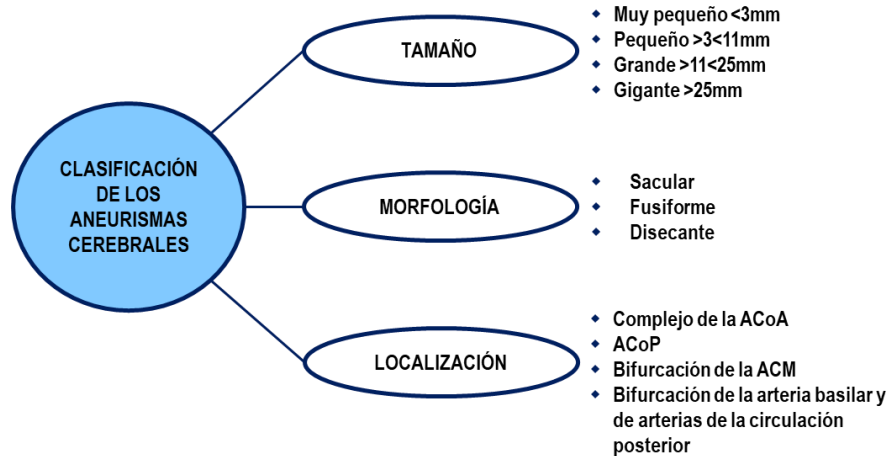 CLASIFICACIÓN
DE LOS
ANEURISMAS
CEREBRALES
TAMAÑO
Muy pequeño <3mm
Pequeño >3<11mm
Grande >11<25mm
Gigante >25mm
MORFOLOGÍA
Sacular
Fusiforme
Disecante
LOCALIZACIÓN
Complejo de la ACoA
ACoP
Bifurcación de la ACM
Bifurcación de la arteria basilar y
de arterias de la circulación
posterior